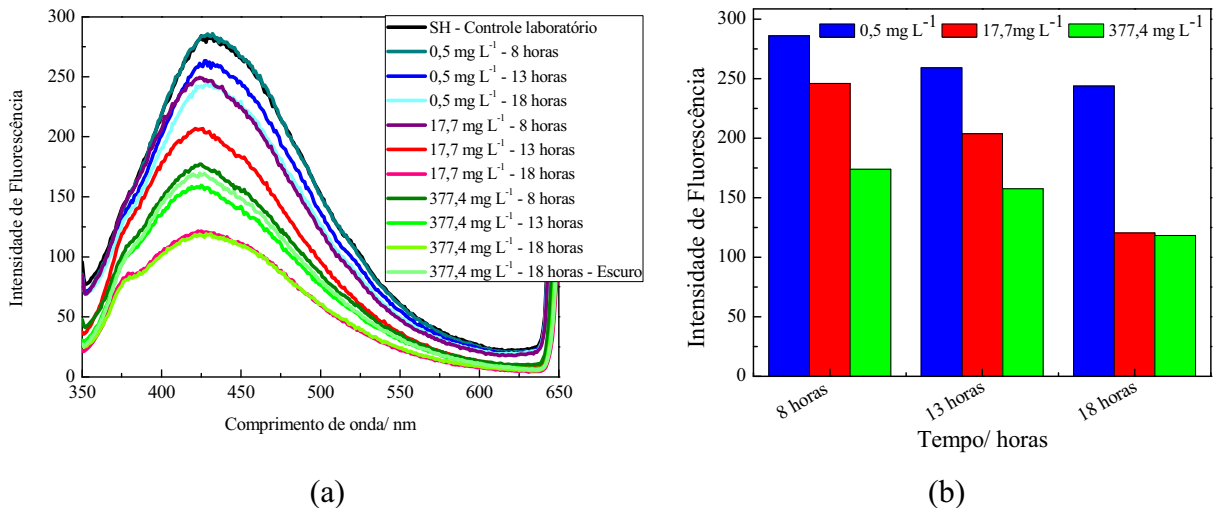 300
250
200
150
100
50
0
Intensidade de Fluorescência
350
400
450
500
550
600
650
Comprimento de onda/ nm
SH - Controle laboratório
0,5 mg L⁻¹ - 8 horas
0,5 mg L⁻¹ - 13 horas
0,5 mg L⁻¹ - 18 horas
17,7 mg L⁻¹ - 8 horas
17,7 mg L⁻¹ - 13 horas
17,7 mg L⁻¹ - 18 horas
377,4 mg L⁻¹ - 8 horas
377,4 mg L⁻¹ - 13 horas
377,4 mg L⁻¹ - 18 horas
377,4 mg L⁻¹ - 18 horas - Escuro
(a)
300
250
200
150
100
50
0
Intensidade de Fluorescência
0,5 mg L⁻¹
17,7mg L⁻¹
377,4 mg L⁻¹
8 horas
13 horas
18 horas
Tempo/ horas
(b)